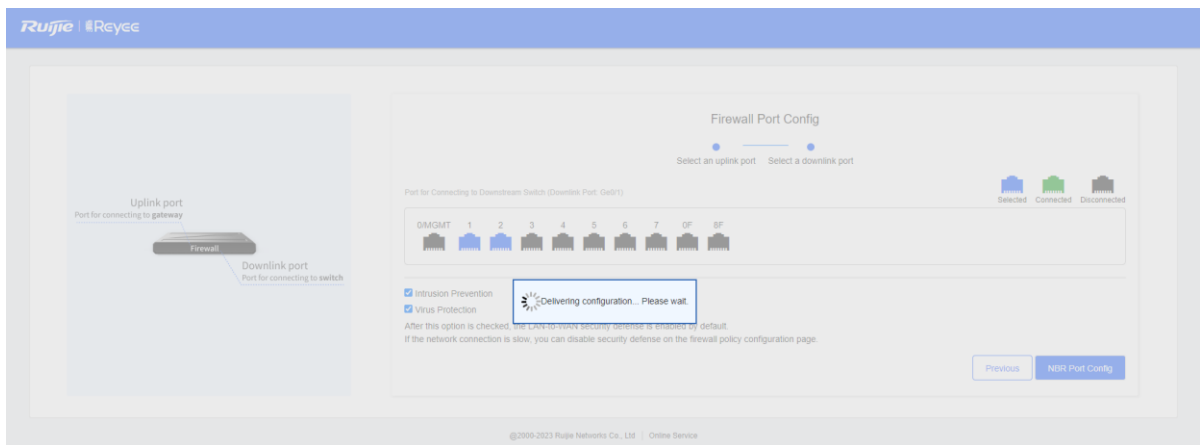 Ruijie | Reyee
Firewall Port Config
Select an uplink port Select a downlink port
Port for Connecting to Downstream Switch (Downlink Port: Ge0/1)
Selected Connected Disconnected
Uplink port
Port for connecting to gateway
Firewall
Downlink port
Port for connecting to switch
0/MGMT 1 2 3 4 5 6 7 0F 8F
Intrusion Prevention
Delivering configuration... Please wait.
Virus Protection
After this option is checked, the LAN-to-WAN security defense is enabled by default.
If the network connection is slow, you can disable security defense on the firewall policy configuration page.
Previous NBR Port Config
@2000-2023 Ruijie Networks Co., Ltd | Online Service